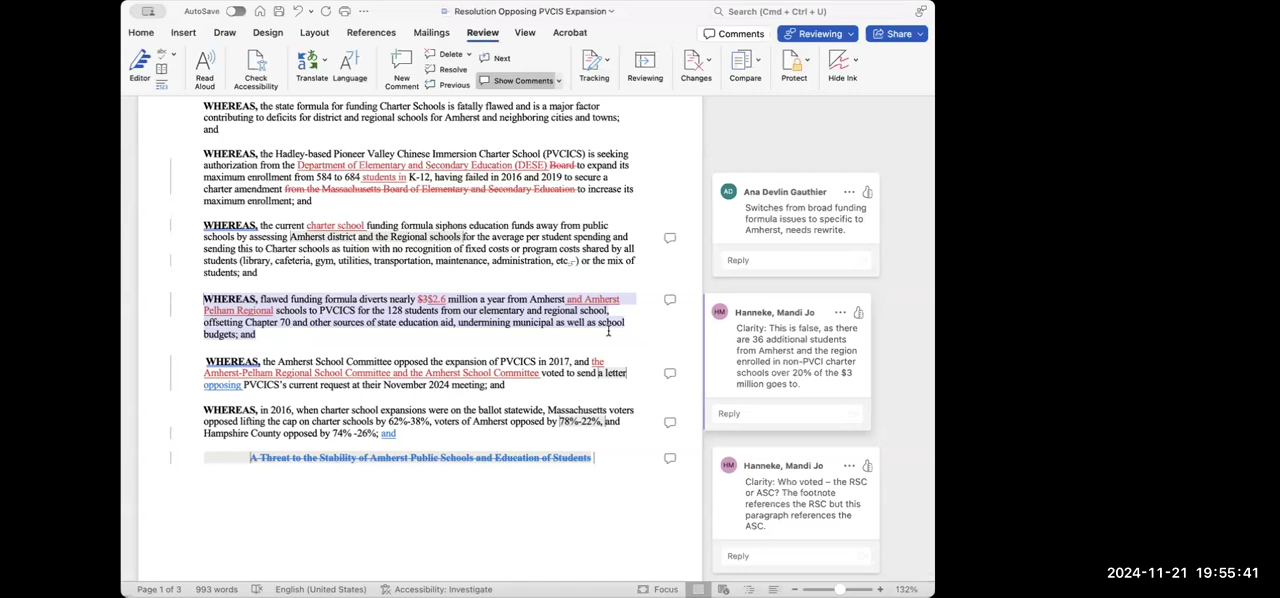 AutoSave
Resolution Opposing PVCIS Expansion
Search (Cmd + Ctrl + U)
Home Insert Draw Design Layout References Mailings Review View Acrobat
Comments Reviewing Share
Editor
Read Aloud
Check Accessibility
Translate
Language
New Comment
Delete
Resolve
Previous
Next
Show Comments
Tracking
Reviewing
Changes
Compare
Protect
Hide Ink
WHEREAS, the state formula for funding Charter Schools is fatally flawed and is a major factor
contributing to deficits for district and regional schools for Amherst and neighboring cities and towns;
and
WHEREAS, the Hadley-based Pioneer Valley Chinese Immersion Charter School (PVCICS) is seeking
authorization from the Department of Elementary and Secondary Education (DESE) Board to expand its
maximum enrollment from 584 to 684 students in K-12, having failed in 2016 and 2019 to secure a
charter amendment from the Massachusetts Board of Elementary and Secondary Education to increase its
maximum enrollment; and
WHEREAS, the current charter school funding formula siphons education funds away from public
schools by assessing Amherst district and the Regional schools for the average per student spending and
sending this to Charter schools as tuition with no recognition of fixed costs or program costs shared by all
students (library, cafeteria, gym, utilities, transportation, maintenance, administration, etc.,) or the mix of
students; and
WHEREAS, flawed funding formula diverts nearly $3$2.6 million a year from Amherst and Amherst
Pelham Regional schools to PVCICS for the 128 students from our elementary and regional school,
offsetting Chapter 70 and other sources of state education aid, undermining municipal as well as school
budgets; and
WHEREAS, the Amherst School Committee opposed the expansion of PVCICS in 2017, and the
Amherst-Pelham Regional School Committee and the Amherst School Committee voted to send a letter
opposing PVCICS's current request at their November 2024 meeting; and
WHEREAS, in 2016, when charter school expansions were on the ballot statewide, Massachusetts voters
opposed lifting the cap on charter schools by 62%-38%, voters of Amherst opposed by 78%-22%, and
Hampshire County opposed by 74% -26%; and
A Threat to the Stability of Amherst Public Schools and Education of Students
AD Ana Devlin Gauthier
Switches from broad funding
formula issues to specific to
Amherst, needs rewrite.
Reply
HM Hanneke, Mandi Jo
Clarity: This is false, as there
are 36 additional students
from Amherst and the region
enrolled in non-PVCI charter
schools over 20% of the $3
million goes to.
Reply
HM Hanneke, Mandi Jo
Clarity: Who voted – the RSC
or ASC? The footnote
references the RSC but this
paragraph references the
ASC.
Reply
Page 1 of 3 993 words English (United States) Accessibility: Investigate Focus 132%
2024-11-21 19:55:41